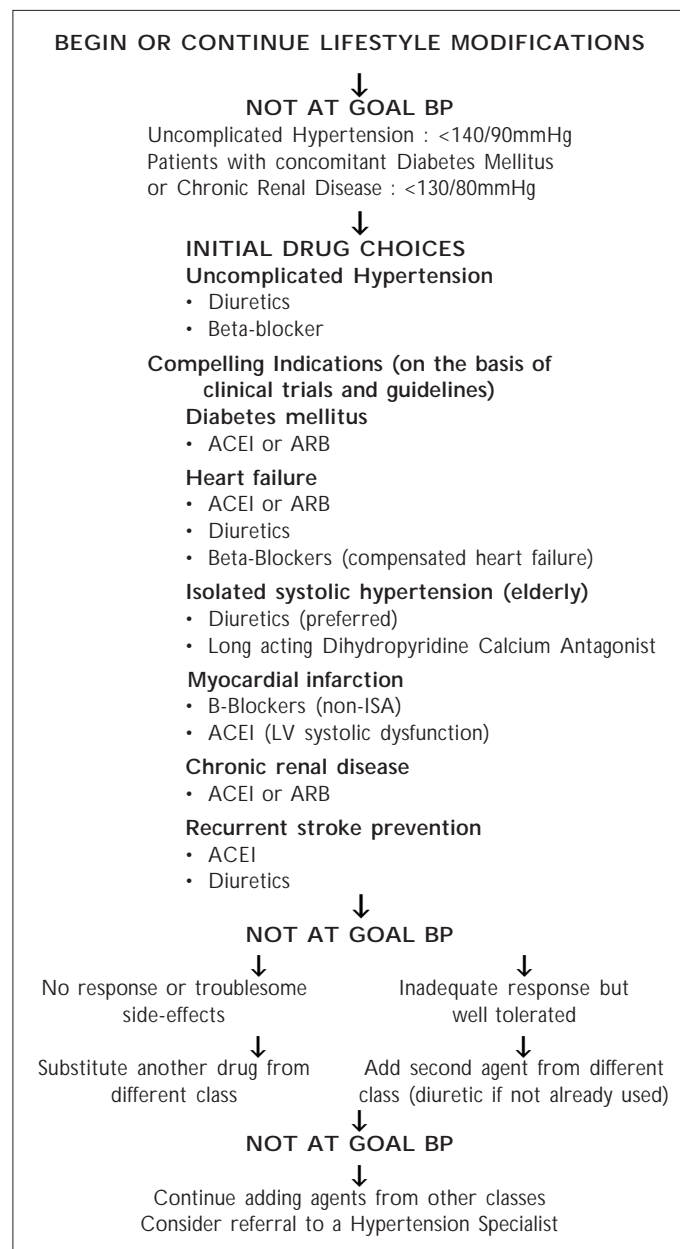 BEGIN OR CONTINUE LIFESTYLE MODIFICATIONS
↓
NOT AT GOAL BP
Uncomplicated Hypertension : <140/90mmHg
Patients with concomitant Diabetes Mellitus
or Chronic Renal Disease : <130/80mmHg
↓
INITIAL DRUG CHOICES
Uncomplicated Hypertension
• Diuretics
• Beta-blocker
Compelling Indications (on the basis of
clinical trials and guidelines)
Diabetes mellitus
• ACEI or ARB
Heart failure
• ACEI or ARB
• Diuretics
• Beta-Blockers (compensated heart failure)
Isolated systolic hypertension (elderly)
• Diuretics (preferred)
• Long acting Dihydropyridine Calcium Antagonist
Myocardial infarction
• B-Blockers (non-ISA)
• ACEI (LV systolic dysfunction)
Chronic renal disease
• ACEI or ARB
Recurrent stroke prevention
• ACEI
• Diuretics
↓
NOT AT GOAL BP
↓ ↓
No response or troublesome
side-effects
↓
Substitute another drug from
different class
Inadequate response but
well tolerated
↓
Add second agent from different
class (diuretic if not already used)
↓
NOT AT GOAL BP
↓
Continue adding agents from other classes
Consider referral to a Hypertension Specialist